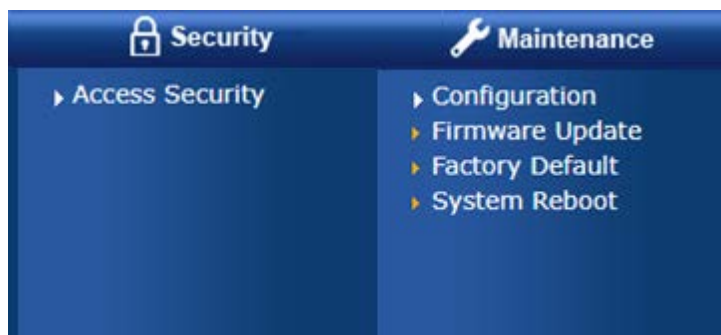 Security
Maintenance
Access Security
Configuration
Firmware Update
Factory Default
System Reboot